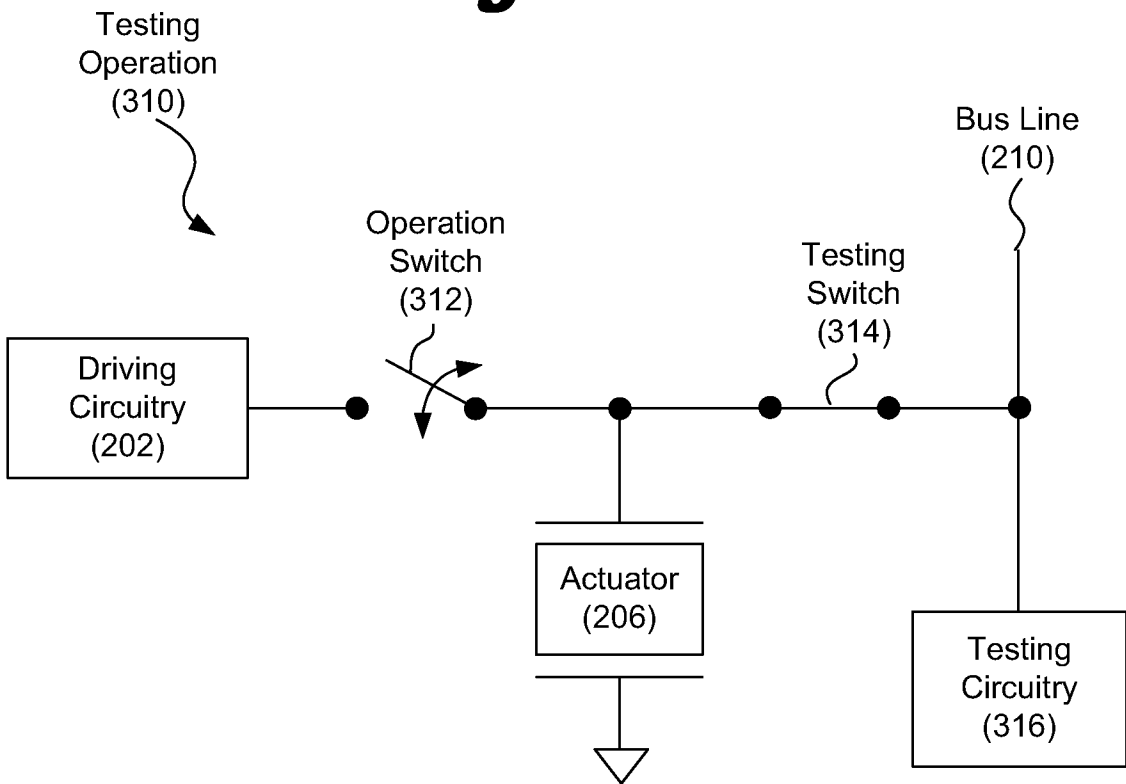 Testing
Operation
(310)
Bus Line
(210)
Operation
Switch
(312)
Testing
Switch
(314)
Driving
Circuitry
(202)
Actuator
(206)
Testing
Circuitry
(316)